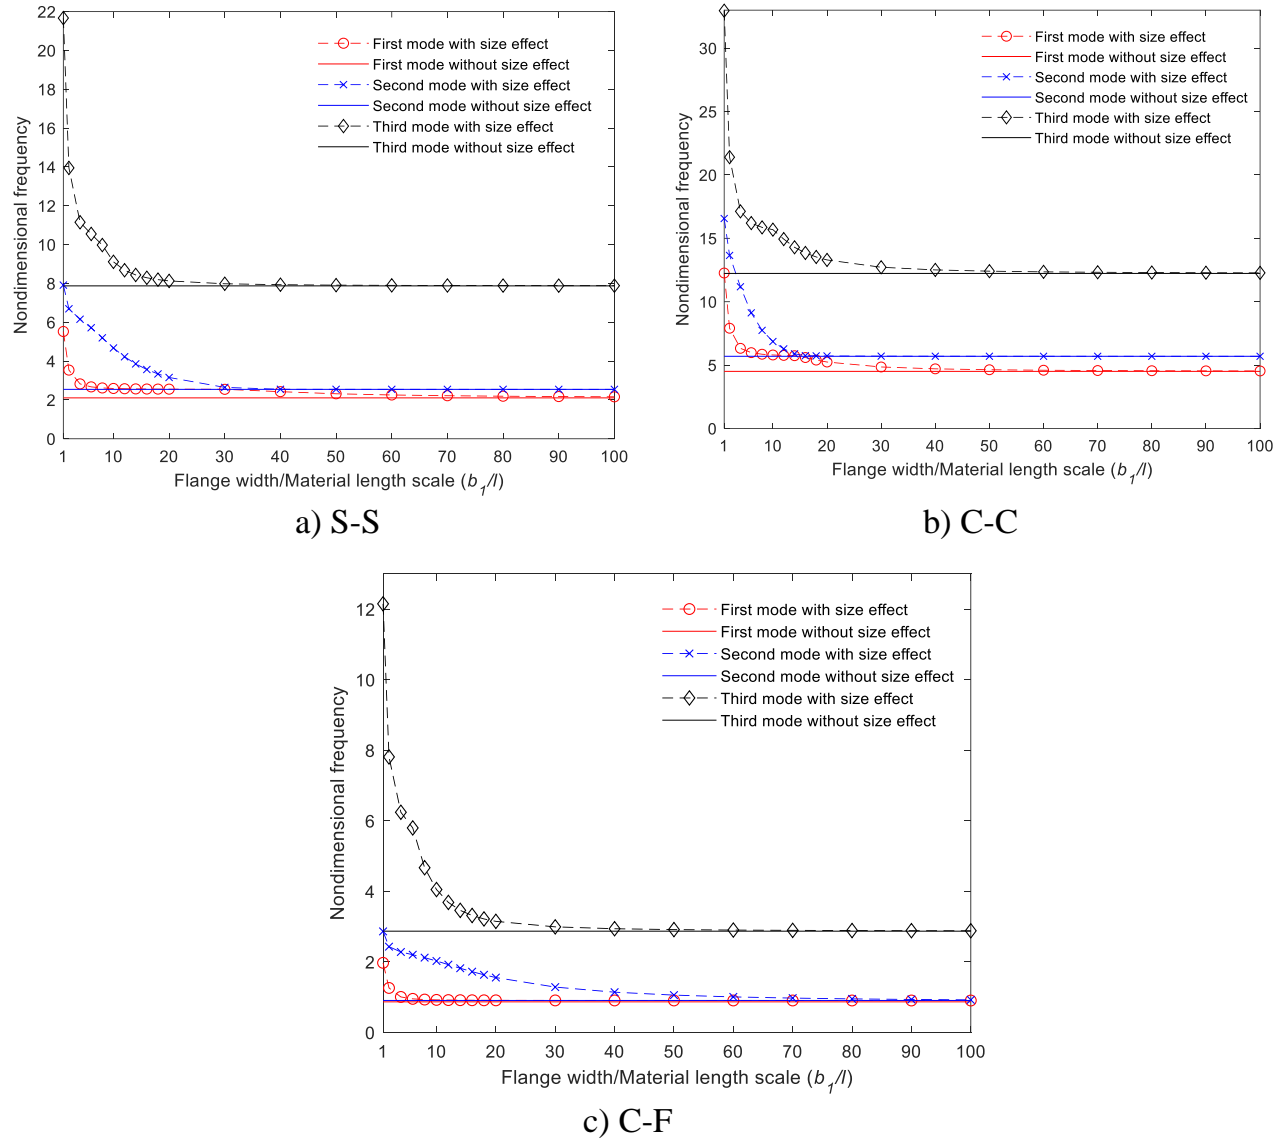 22
20
18
16
14
12
10
8
6
4
2
0
Nondimensional frequency
First mode with size effect
First mode without size effect
Second mode with size effect
Second mode without size effect
Third mode with size effect
Third mode without size effect
1 10 20 30 40 50 60 70 80 90 100
Flange width/Material length scale (b_1/l)
a) S-S
30
25
20
15
10
5
0
Nondimensional frequency
First mode with size effect
First mode without size effect
Second mode with size effect
Second mode without size effect
Third mode with size effect
Third mode without size effect
1 10 20 30 40 50 60 70 80 90 100
Flange width/Material length scale (b_1/l)
b) C-C
12
10
8
6
4
2
0
Nondimensional frequency
First mode with size effect
First mode without size effect
Second mode with size effect
Second mode without size effect
Third mode with size effect
Third mode without size effect
1 10 20 30 40 50 60 70 80 90 100
Flange width/Material length scale (b_1/l)
c) C-F